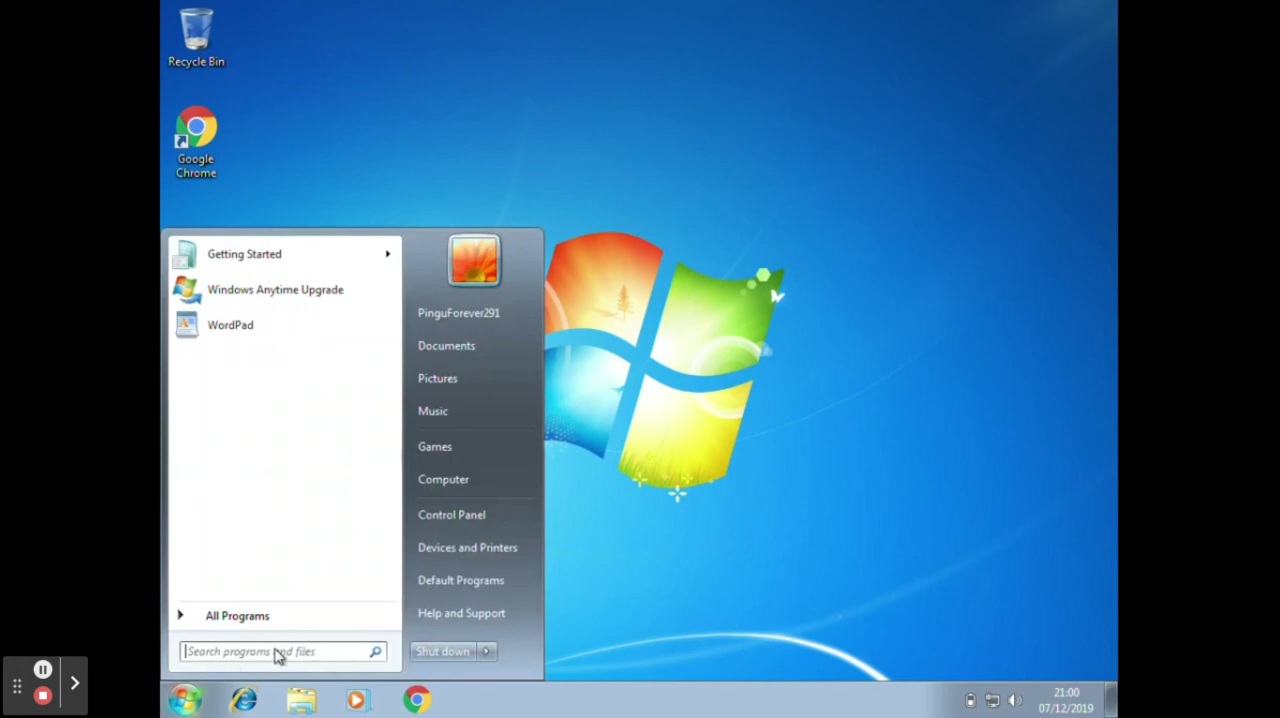 Recycle Bin
Google
Chrome
Getting Started
Windows Anytime Upgrade
WordPad
All Programs
Search programs and files
PinguForever291
Documents
Pictures
Music
Games
Computer
Control Panel
Devices and Printers
Default Programs
Help and Support
Shut down
21:00
07/12/2019